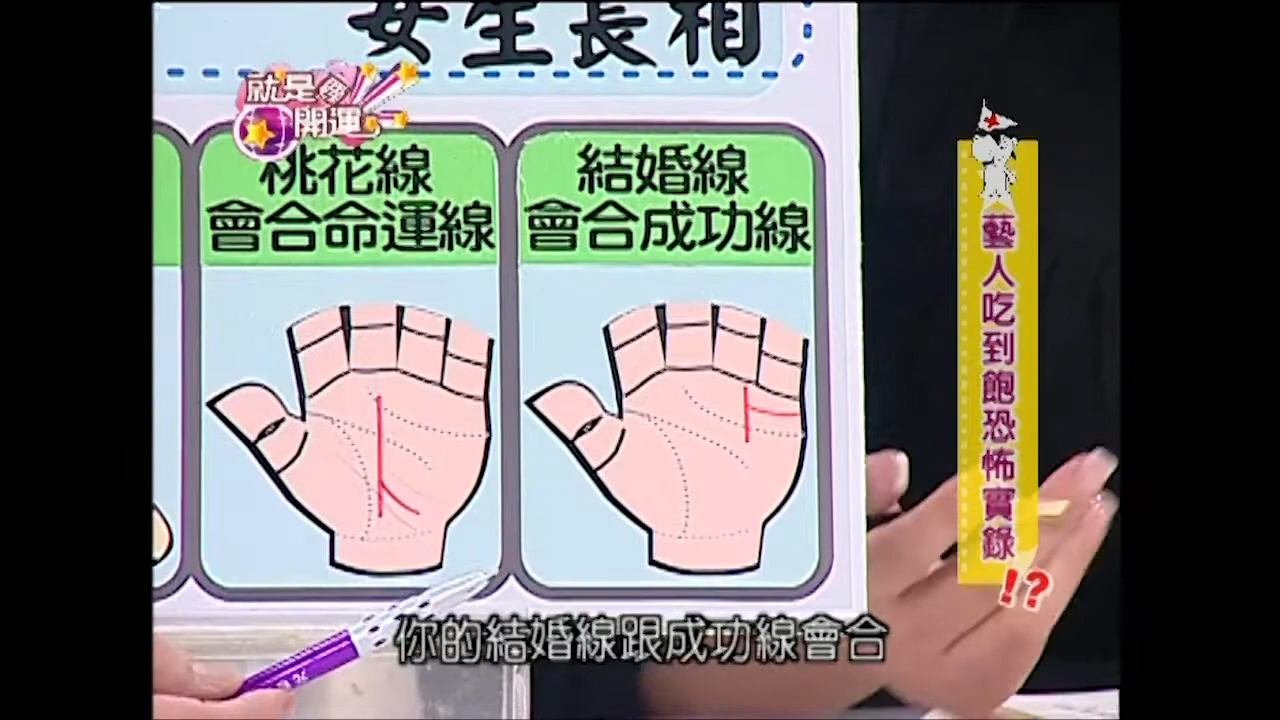 女生長相
就是
開運
桃花線
會合命運線
結婚線
會合成功線
藝人吃到飽恐怖實錄
!?
你的結婚線跟成功線會合